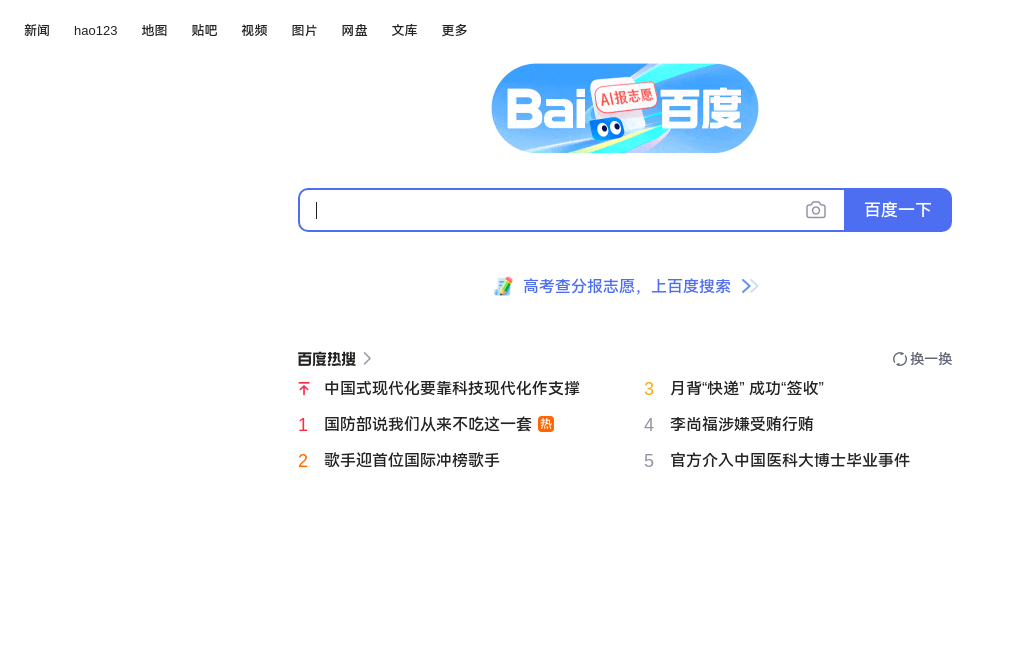 新闻 hao123 地图 贴吧 视频 图片 网盘 文库 更多
Bai AI报志愿 百度
百度一下
高考查分报志愿，上百度搜索
百度热搜
换一换
中国式现代化要靠科技现代化作支撑
1 国防部说我们从来不吃这一套 热
2 歌手迎首位国际冲榜歌手
3 月背“快递” 成功“签收”
4 李尚福涉嫌受贿行贿
5 官方介入中国医科大博士毕业事件